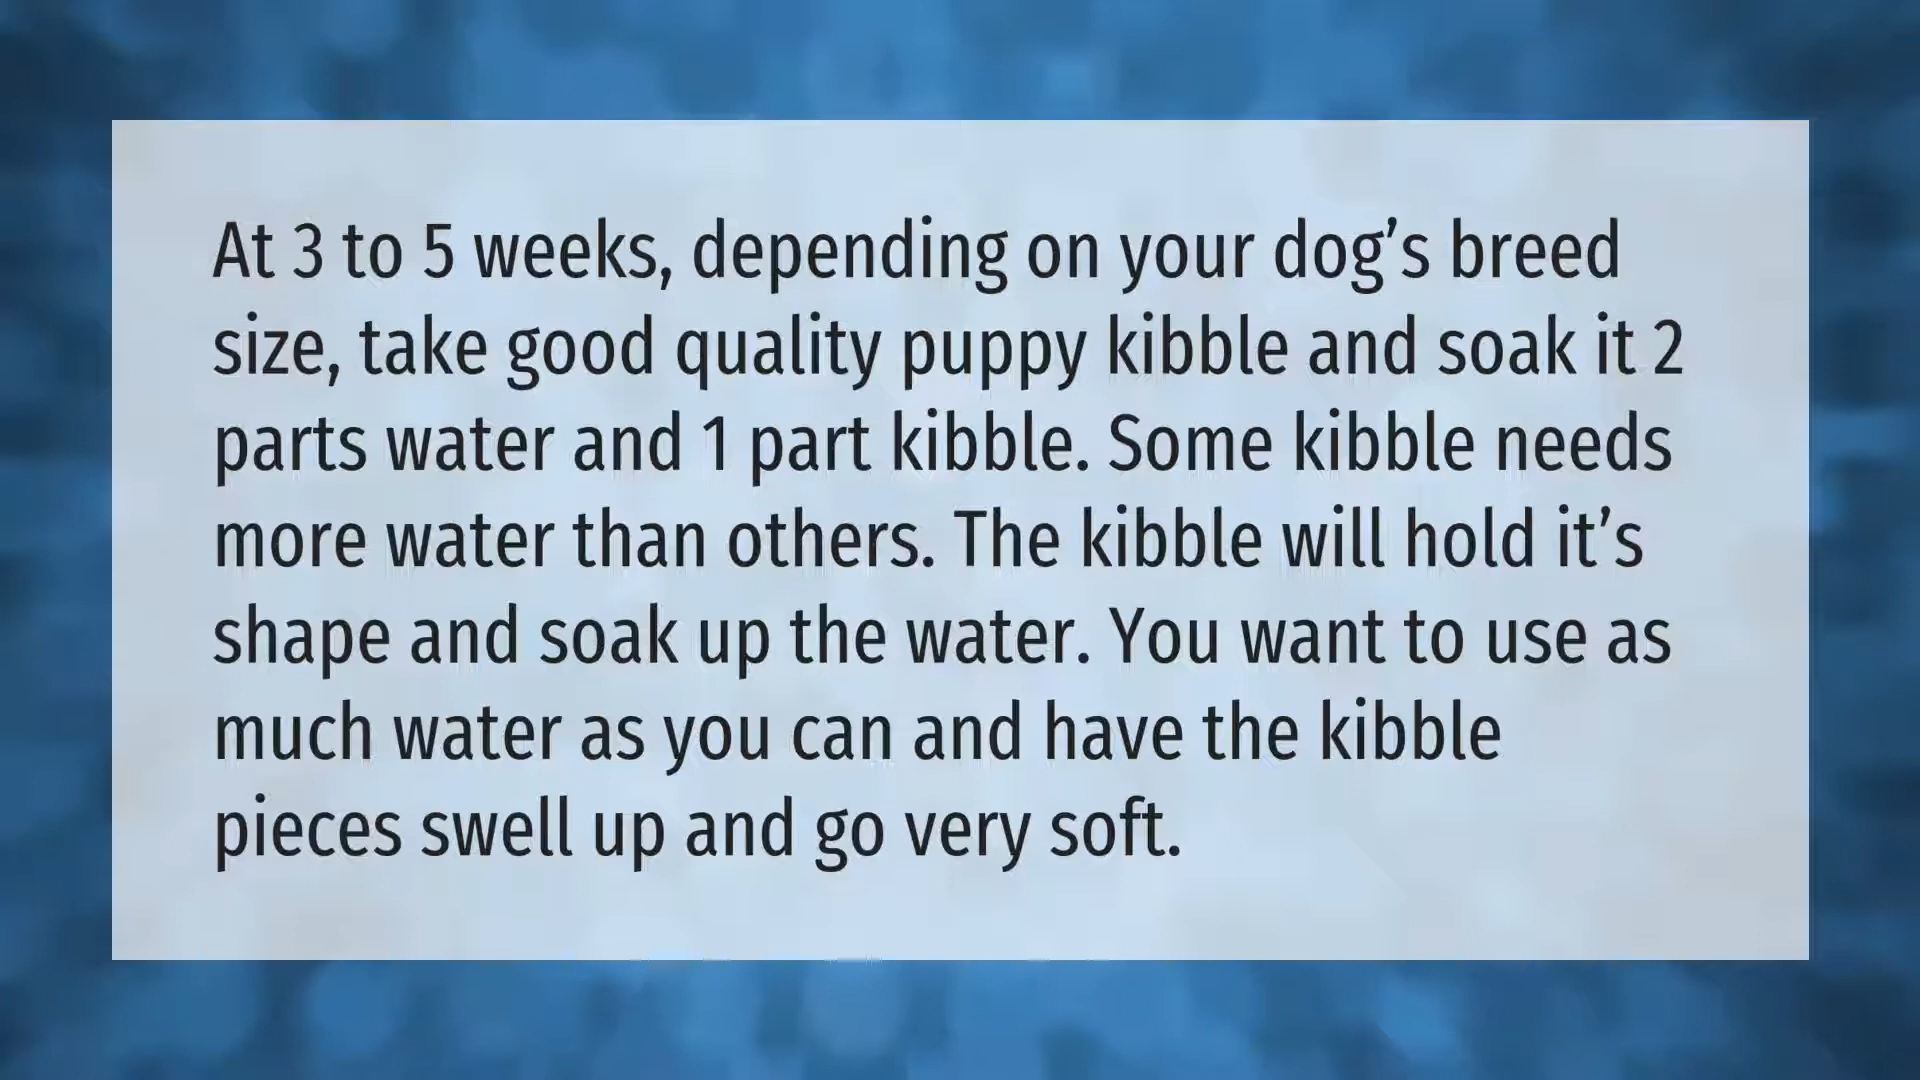 At 3 to 5 weeks, depending on your dog’s breed
size, take good quality puppy kibble and soak it 2
parts water and 1 part kibble. Some kibble needs
more water than others. The kibble will hold it’s
shape and soak up the water. You want to use as
much water as you can and have the kibble
pieces swell up and go very soft.